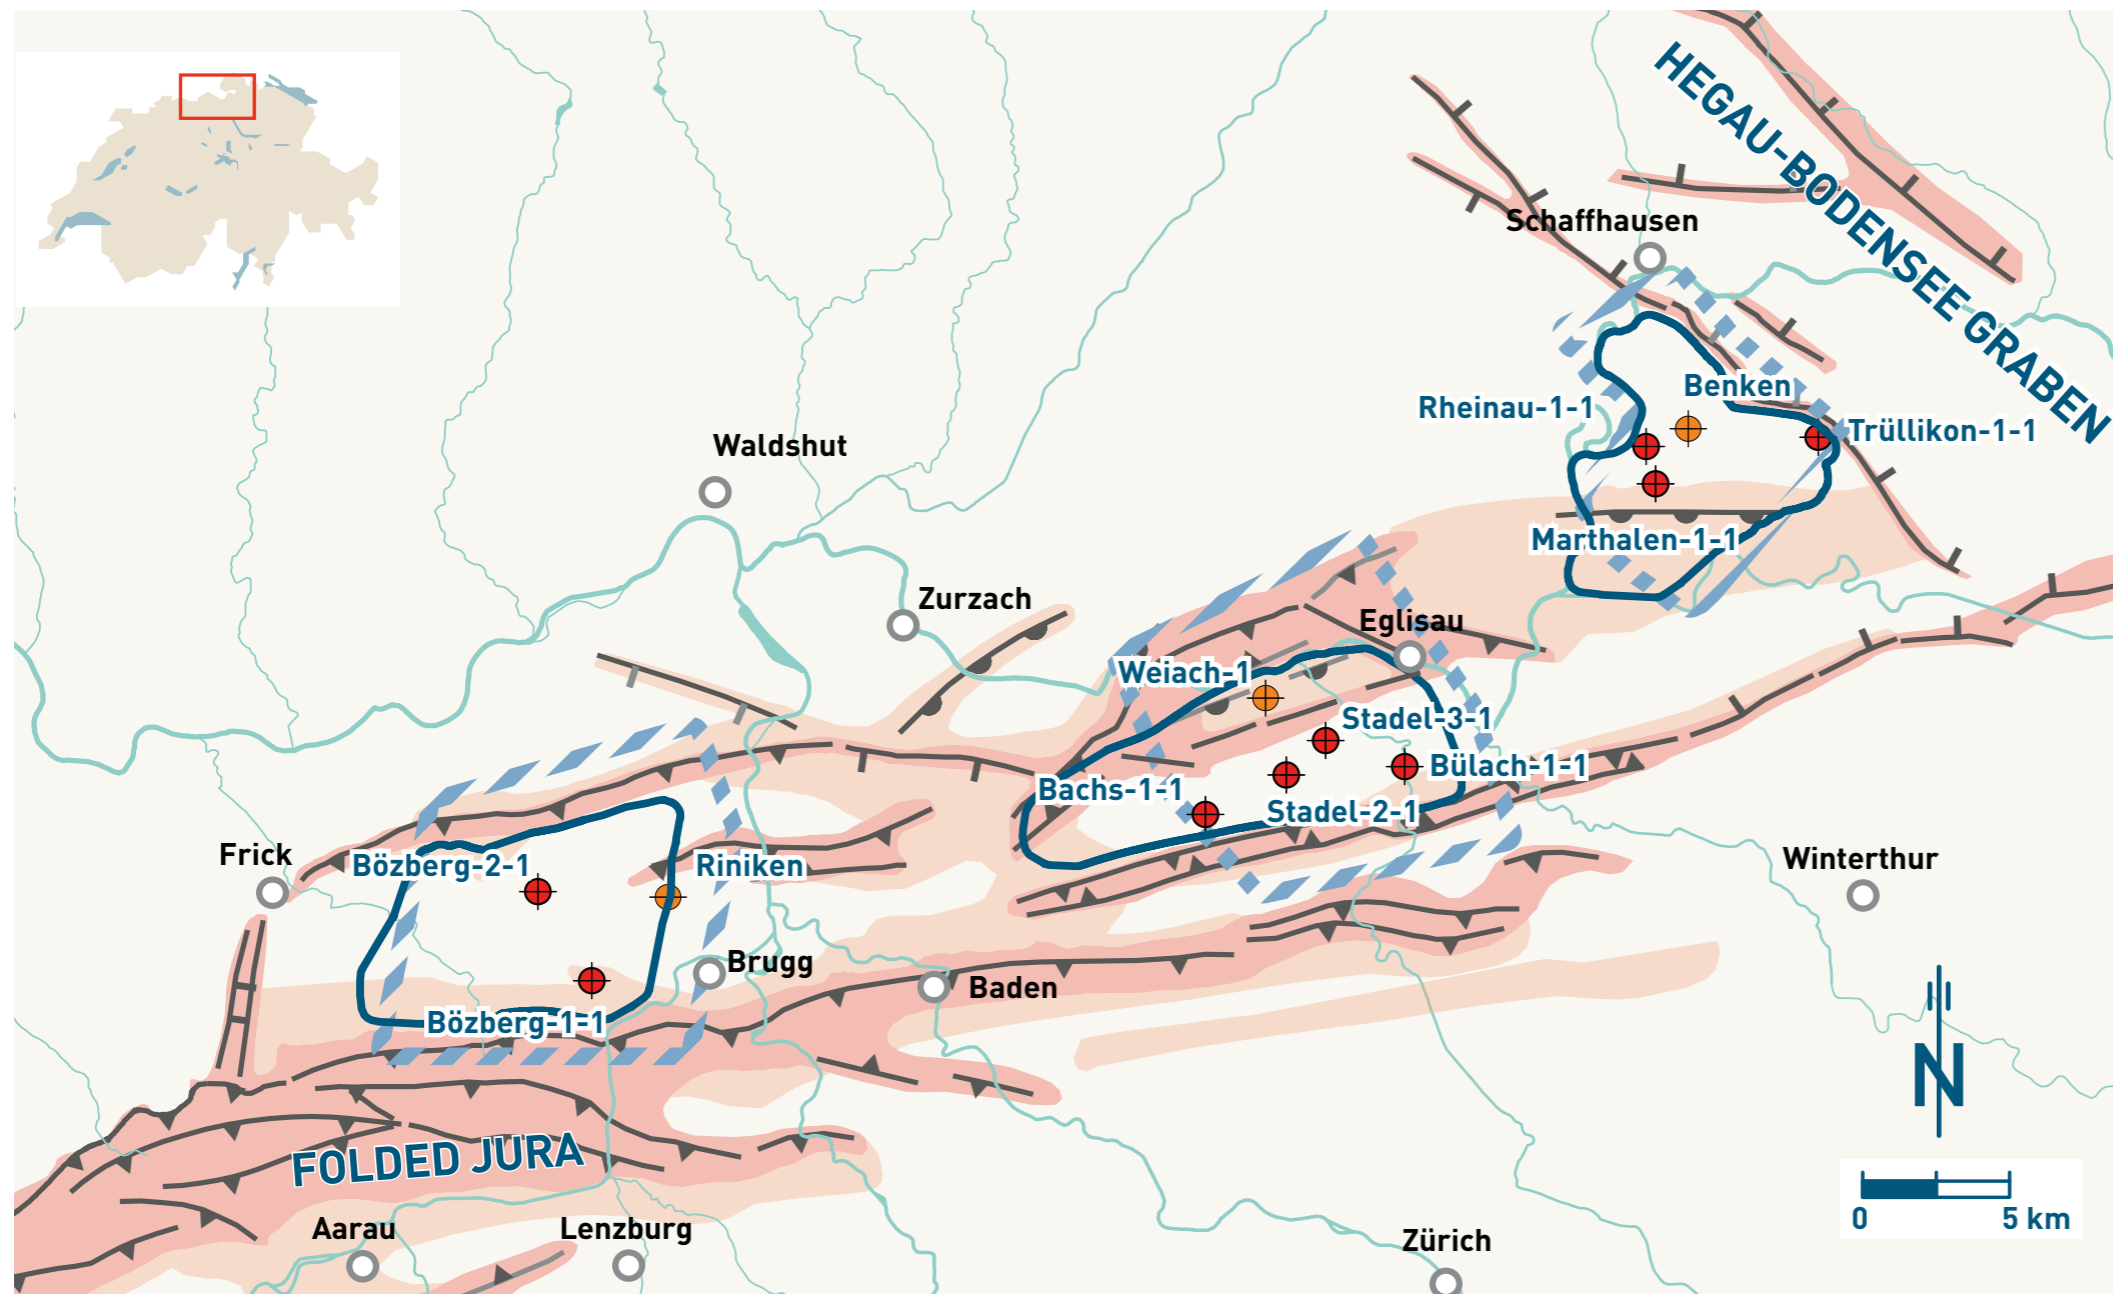 HEGAU-BODENSEE GRABEN
Schaffhausen
Benken
Rheinau-1-1
Trüllikon-1-1
Waldshut
Marthalen-1-1
Zurzach
Eglisau
Weiach-1
Stadel-3-1
Bülach-1-1
Bachs-1-1
Stadel-2-1
Frick
Bözberg-2-1
Riniken
Winterthur
Brugg
Baden
Bözberg-1-1
N
FOLDED JURA
Aarau
Lenzburg
Zürich
0 5 km